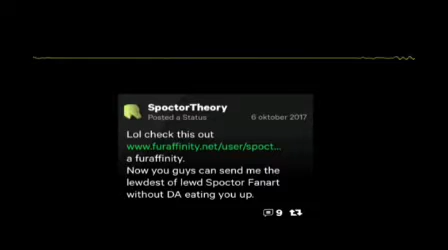 SpoctorTheory
Posted a Status
6 oktober 2017
Lol check this out
www.furaffinity.net/user/spoct...
a furaffinity.
Now you guys can send me the
lewdest of lewd Spoctor Fanart
without DA eating you up.
9